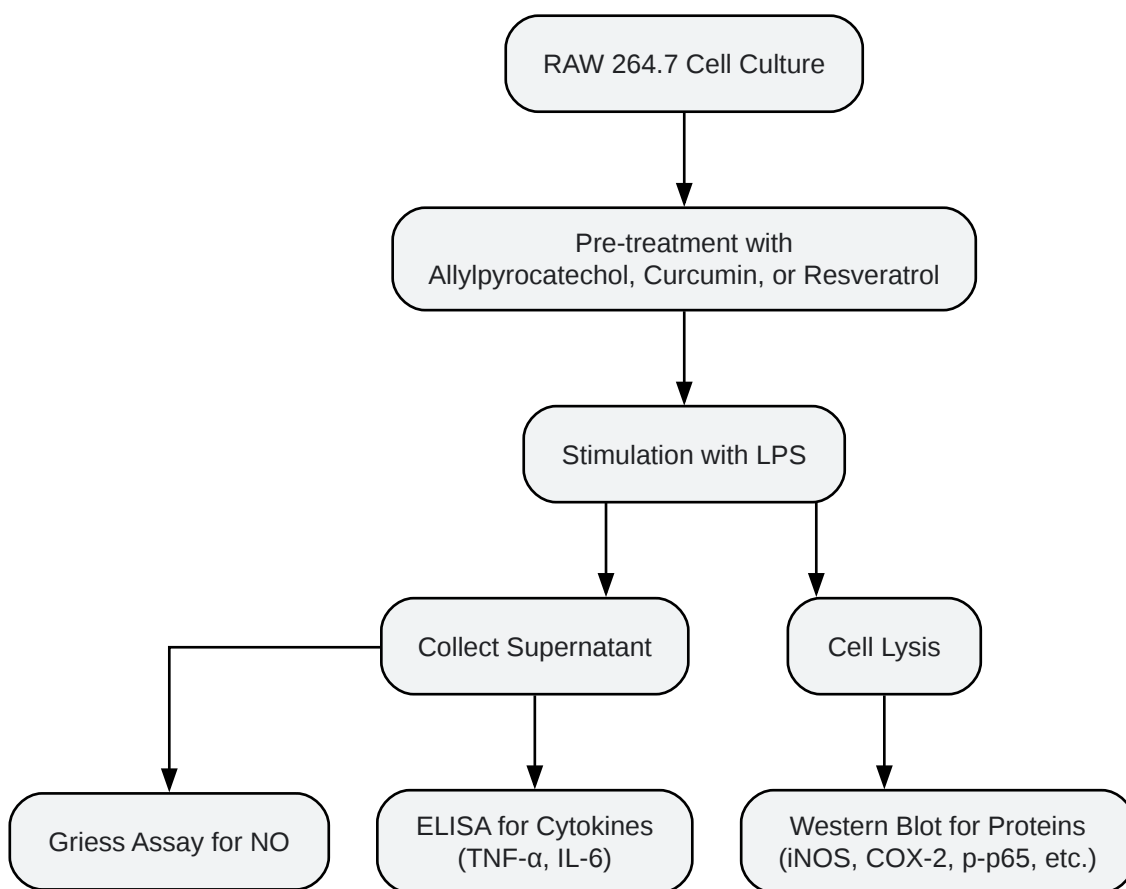 RAW 264.7 Cell Culture
Pre-treatment with
Allylpyrocatechol, Curcumin, or Resveratrol
Stimulation with LPS
Collect Supernatant
Cell Lysis
Griess Assay for NO
ELISA for Cytokines
(TNF-α, IL-6)
Western Blot for Proteins
(iNOS, COX-2, p-p65, etc.)